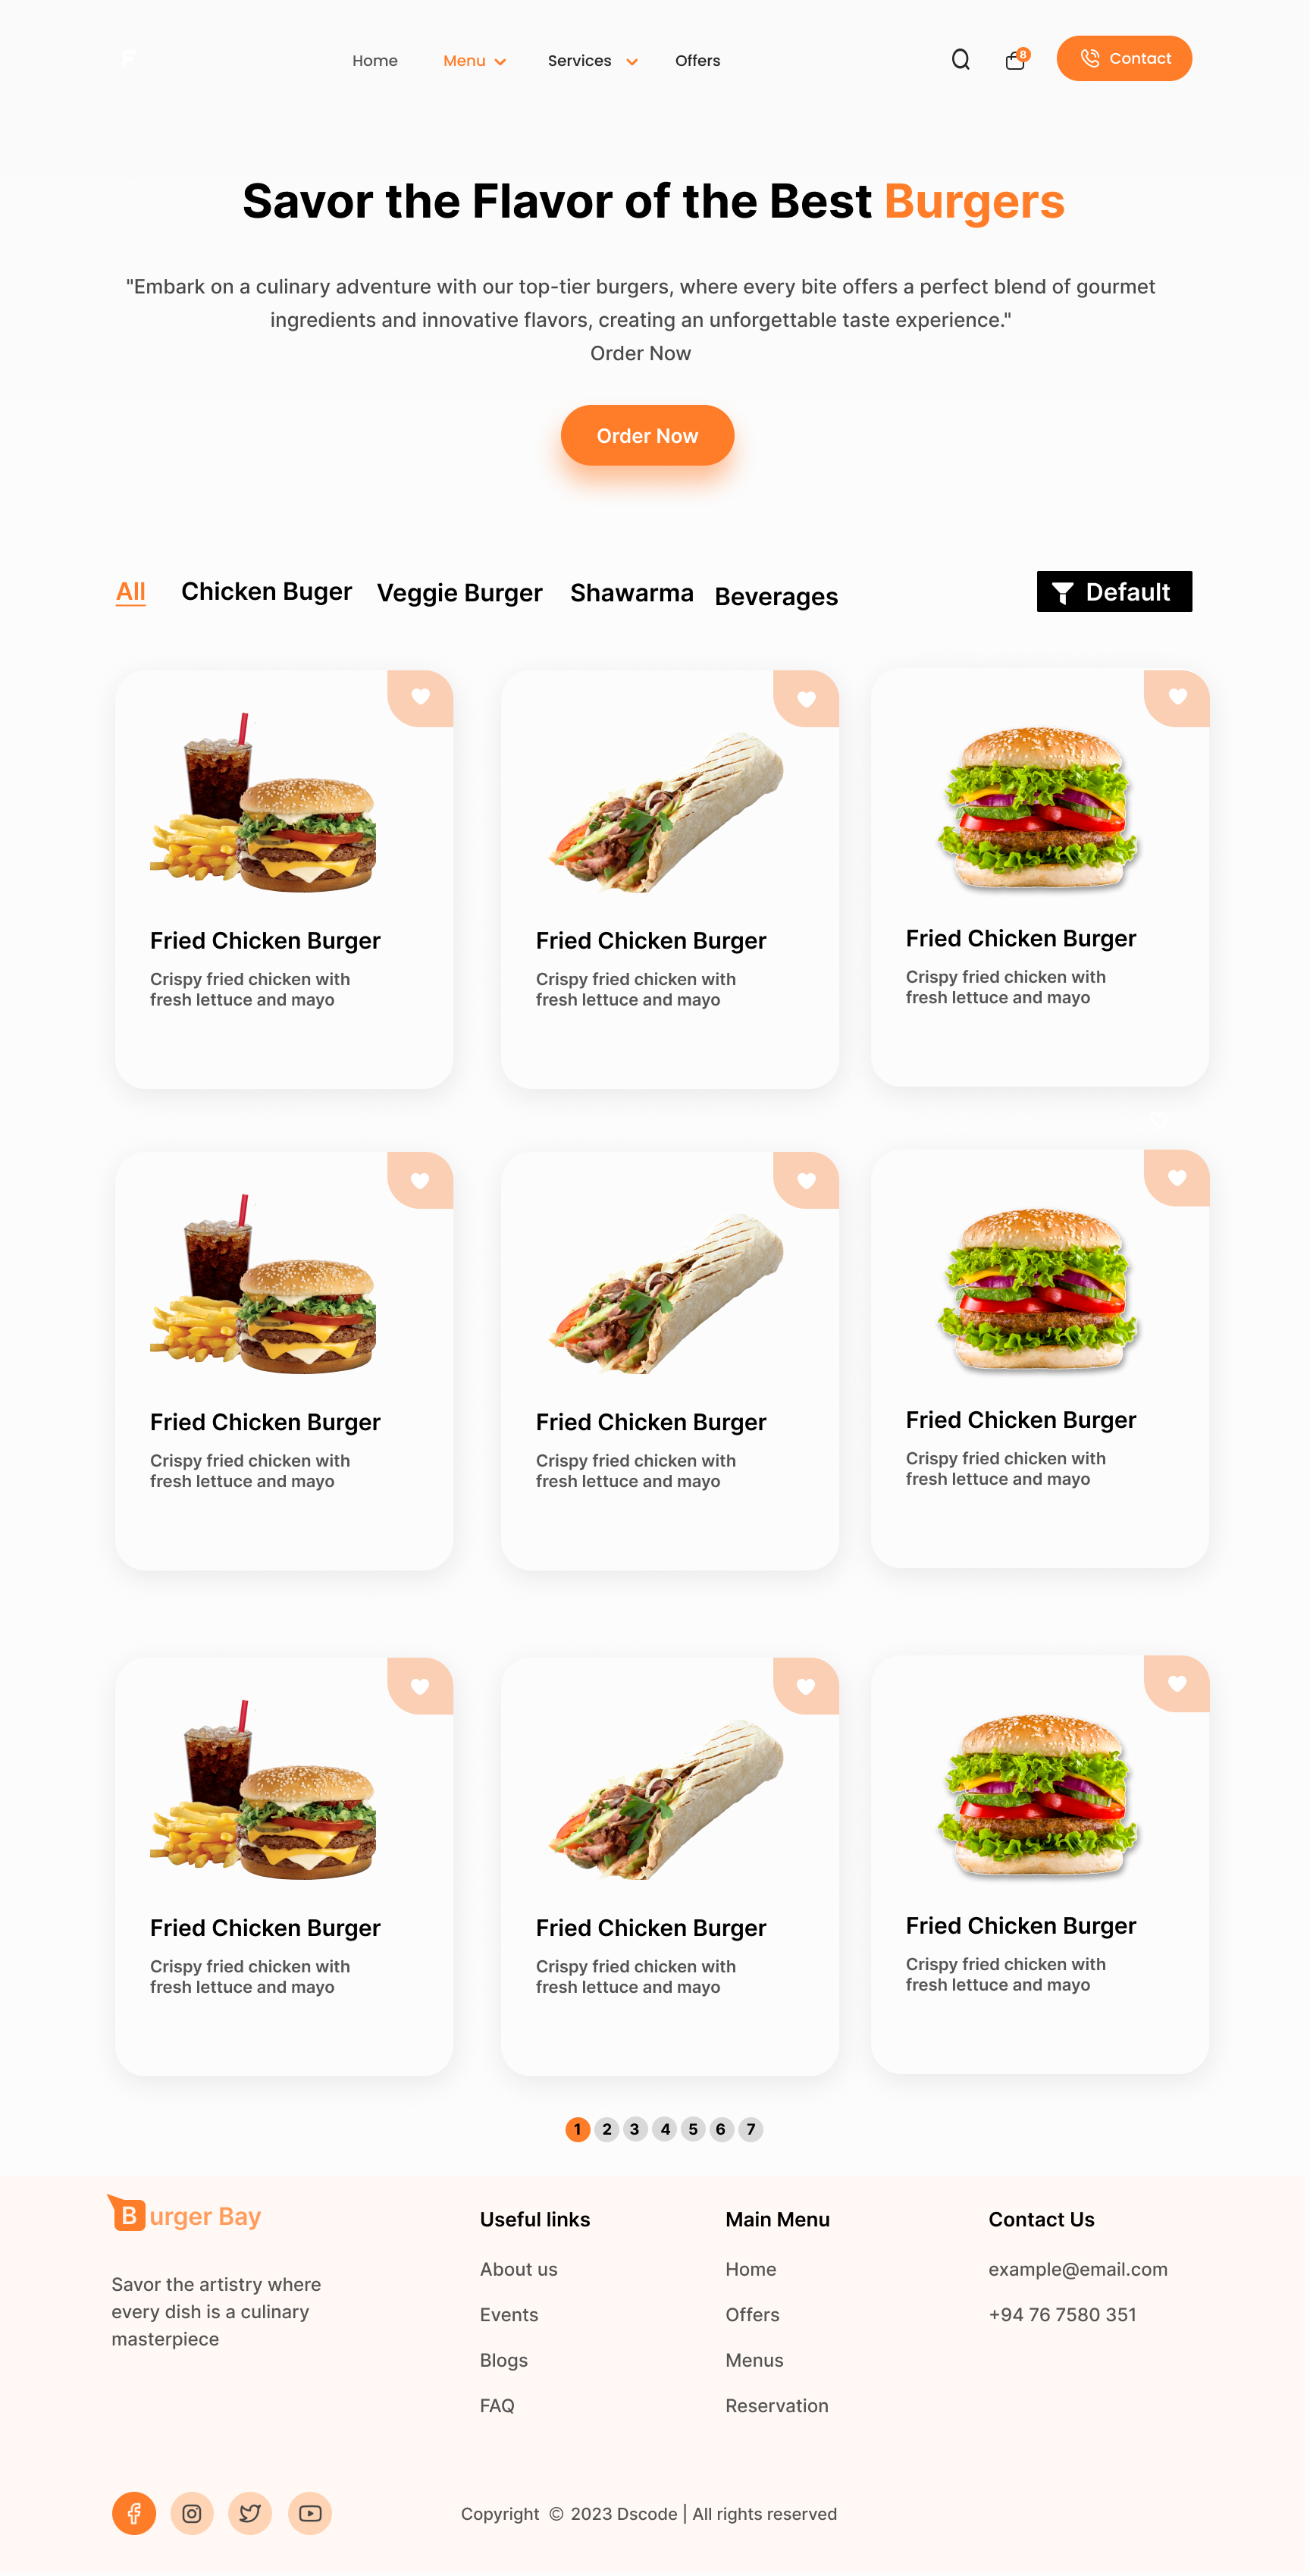 F
Home Menu Services Offers 8 Contact
Savor the Flavor of the Best Burgers
"Embark on a culinary adventure with our top-tier burgers, where every bite offers a perfect blend of gourmet
ingredients and innovative flavors, creating an unforgettable taste experience."
Order Now
Order Now
All Chicken Buger Veggie Burger Shawarma Beverages Default
Fried Chicken Burger
Crispy fried chicken with
fresh lettuce and mayo
Fried Chicken Burger
Crispy fried chicken with
fresh lettuce and mayo
Fried Chicken Burger
Crispy fried chicken with
fresh lettuce and mayo
Fried Chicken Burger
Crispy fried chicken with
fresh lettuce and mayo
Fried Chicken Burger
Crispy fried chicken with
fresh lettuce and mayo
Fried Chicken Burger
Crispy fried chicken with
fresh lettuce and mayo
Fried Chicken Burger
Crispy fried chicken with
fresh lettuce and mayo
Fried Chicken Burger
Crispy fried chicken with
fresh lettuce and mayo
Fried Chicken Burger
Crispy fried chicken with
fresh lettuce and mayo
1 2 3 4 5 6 7
Burger Bay
Savor the artistry where
every dish is a culinary
masterpiece
Useful links
About us
Events
Blogs
FAQ
Main Menu
Home
Offers
Menus
Reservation
Contact Us
example@email.com
+94 76 7580 351
Copyright © 2023 Dscode | All rights reserved